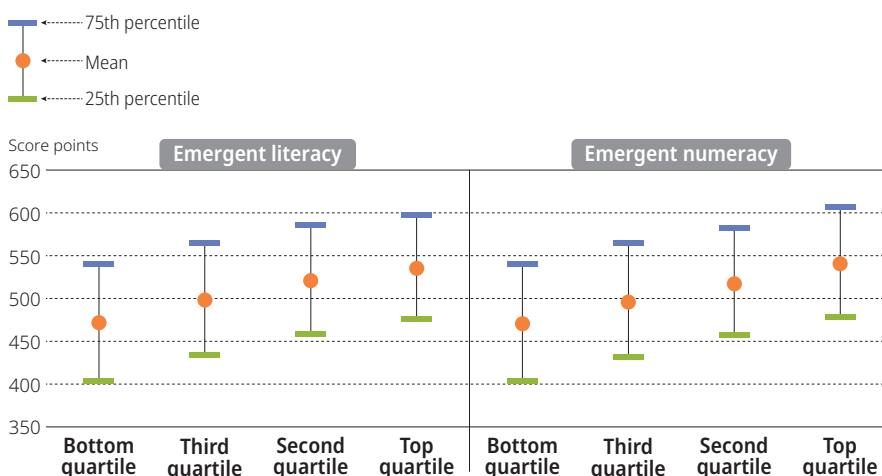 75th percentile
Mean
25th percentile
Score points
Emergent literacy
Emergent numeracy
650
600
550
500
450
400
350
Bottom
quartile
Third
quartile
Second
quartile
Top
quartile
Bottom
quartile
Third
quartile
Second
quartile
Top
quartile